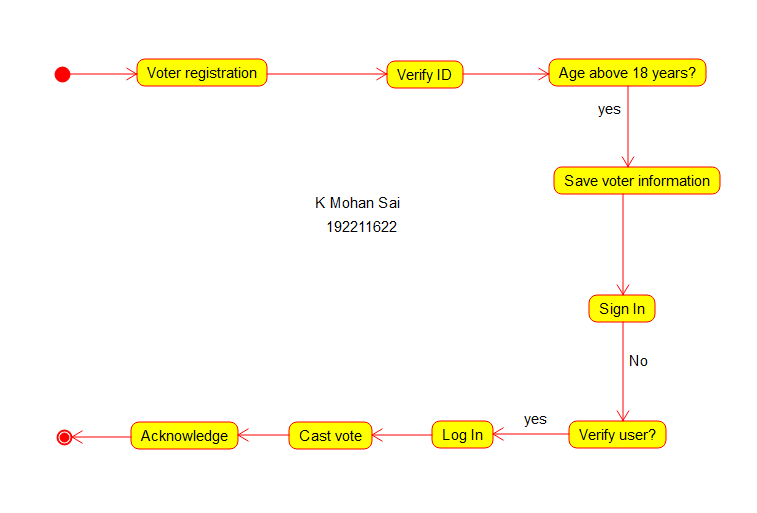 Voter registration
Verify ID
Age above 18 years?
yes
Save voter information
K Mohan Sai
192211622
Sign In
No
yes
Acknowledge
Cast vote
Log In
Verify user?